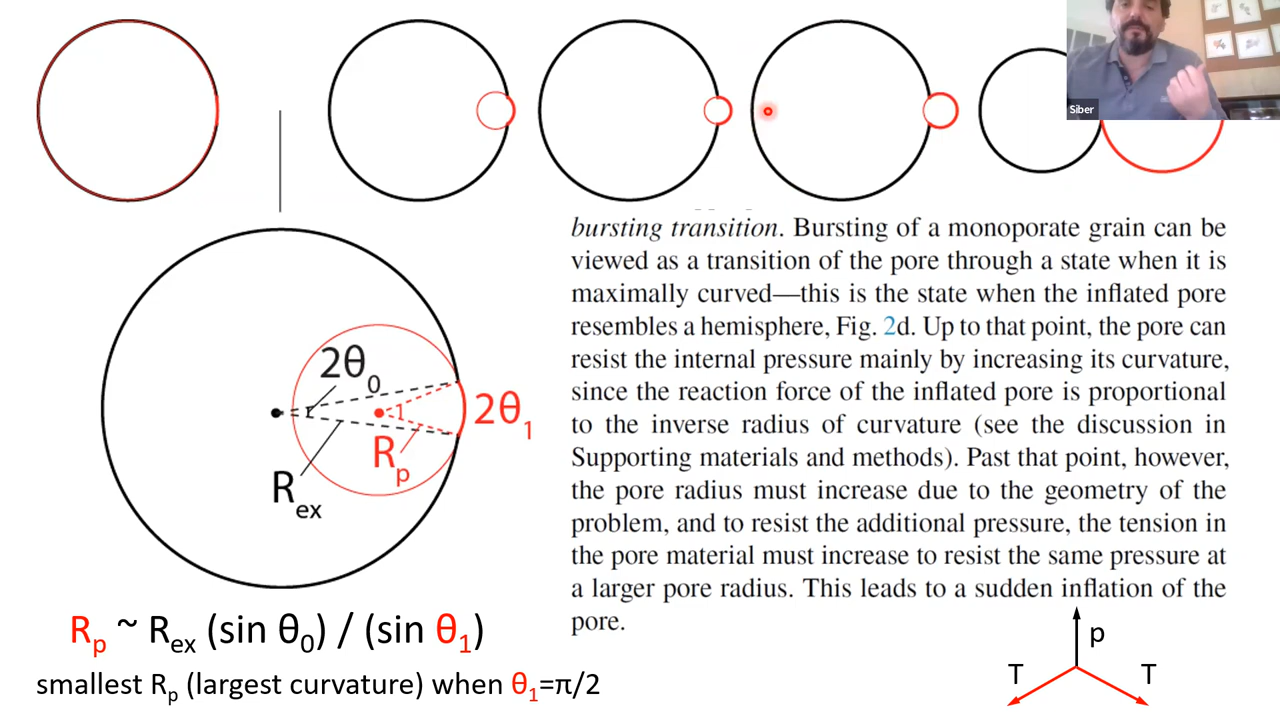 Siber
bursting transition. Bursting of a monoporate grain can be
viewed as a transition of the pore through a state when it is
maximally curved—this is the state when the inflated pore
resembles a hemisphere, Fig. 2d. Up to that point, the pore can
resist the internal pressure mainly by increasing its curvature,
since the reaction force of the inflated pore is proportional
to the inverse radius of curvature (see the discussion in
Supporting materials and methods). Past that point, however,
the pore radius must increase due to the geometry of the
problem, and to resist the additional pressure, the tension in
the pore material must increase to resist the same pressure at
a larger pore radius. This leads to a sudden inflation of the
pore.
2θ0
2θ1
Rp
Rex
Rp ~ Rex (sin θ0) / (sin θ1)
smallest Rp (largest curvature) when θ1=π/2
p
T T